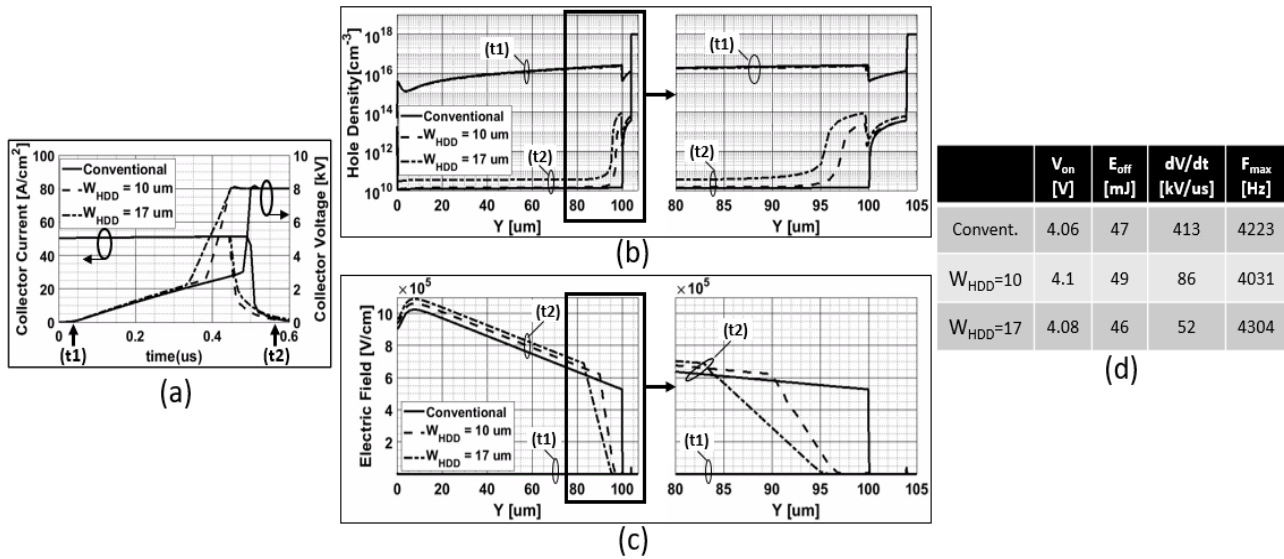 Collector Current [A/cm²]
100
80
60
40
20
0
Conventional
W_HDD = 10 um
W_HDD = 17 um
10
8
6
4
2
0
Collector Voltage [kV]
0 0.2 0.4 0.6
(t1) time(us) (t2)
(a)
Hole Density[cm⁻³]
10¹⁸
10¹⁶
10¹⁴
10¹²
10¹⁰
(t1)
Conventional
W_HDD = 10 um
W_HDD = 17 um
(t2)
0 20 40 60 80 100
Y [um]
(t1)
(t2)
80 85 90 95 100 105
Y [um]
(b)
Electric Field [V/cm]
× 10⁵
10
8
6
4
2
(t2)
Conventional
W_HDD = 10 um
W_HDD = 17 um
(t1)
0 20 40 60 80 100
Y [um]
× 10⁵
10
8
6
4
2
(t2)
(t1)
80 85 90 95 100 105
Y [um]
(c)
V_on [V] E_off [mJ] dV/dt [kV/us] F_max [Hz]
Convent. 4.06 47 413 4223
W_HDD=10 4.1 49 86 4031
W_HDD=17 4.08 46 52 4304
(d)